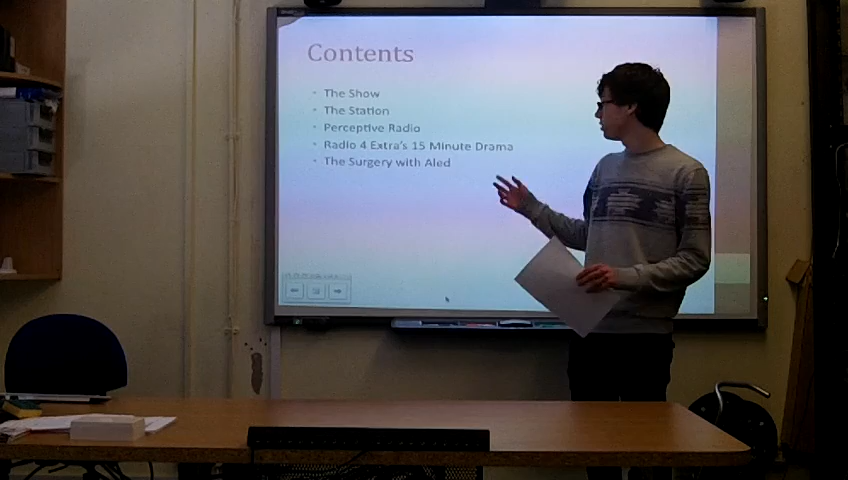 Contents
The Show
The Station
Perceptive Radio
Radio 4 Extra's 15 Minute Drama
The Surgery with Aled